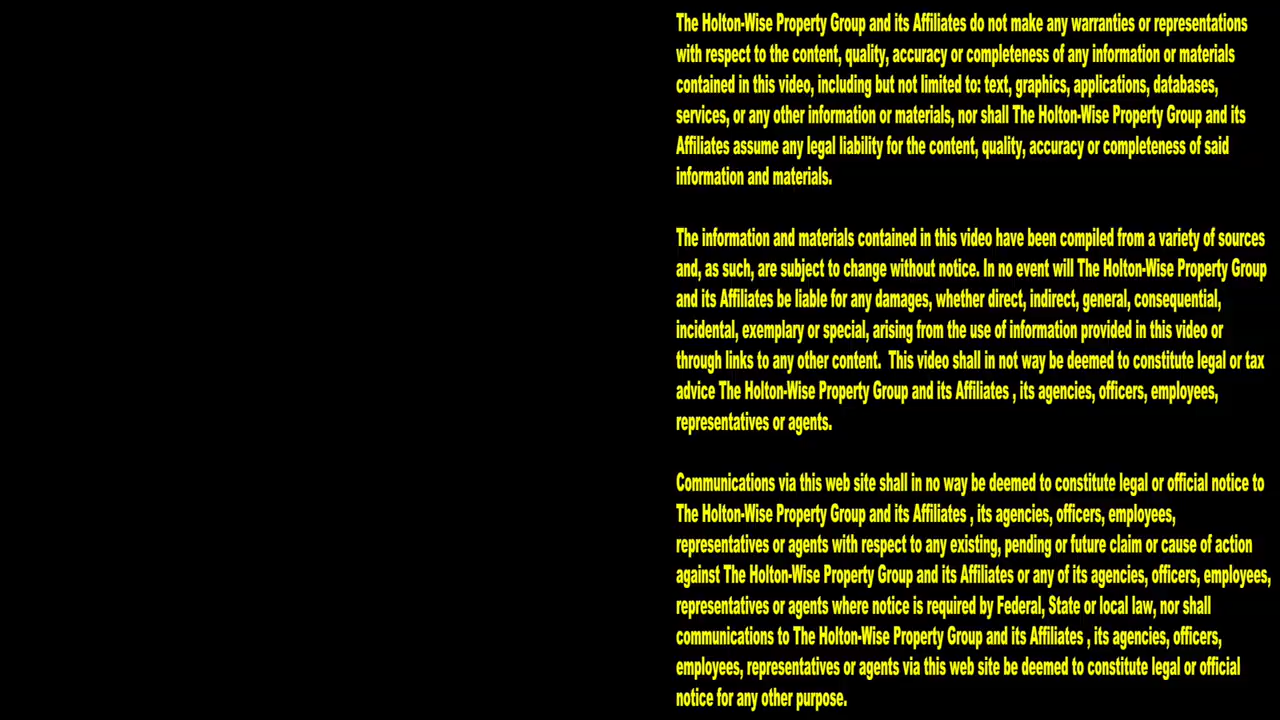 The Holton-Wise Property Group and its Affiliates do not make any warranties or representations
with respect to the content, quality, accuracy or completeness of any information or materials
contained in this video, including but not limited to: text, graphics, applications, databases,
services, or any other information or materials, nor shall The Holton-Wise Property Group and its
Affiliates assume any legal liability for the content, quality, accuracy or completeness of said
information and materials.
The information and materials contained in this video have been compiled from a variety of sources
and, as such, are subject to change without notice. In no event will The Holton-Wise Property Group
and its Affiliates be liable for any damages, whether direct, indirect, general, consequential,
incidental, exemplary or special, arising from the use of information provided in this video or
through links to any other content.  This video shall in not way be deemed to constitute legal or tax
advice The Holton-Wise Property Group and its Affiliates , its agencies, officers, employees,
representatives or agents.
Communications via this web site shall in no way be deemed to constitute legal or official notice to
The Holton-Wise Property Group and its Affiliates , its agencies, officers, employees,
representatives or agents with respect to any existing, pending or future claim or cause of action
against The Holton-Wise Property Group and its Affiliates or any of its agencies, officers, employees,
representatives or agents where notice is required by Federal, State or local law, nor shall
communications to The Holton-Wise Property Group and its Affiliates , its agencies, officers,
employees, representatives or agents via this web site be deemed to constitute legal or official
notice for any other purpose.